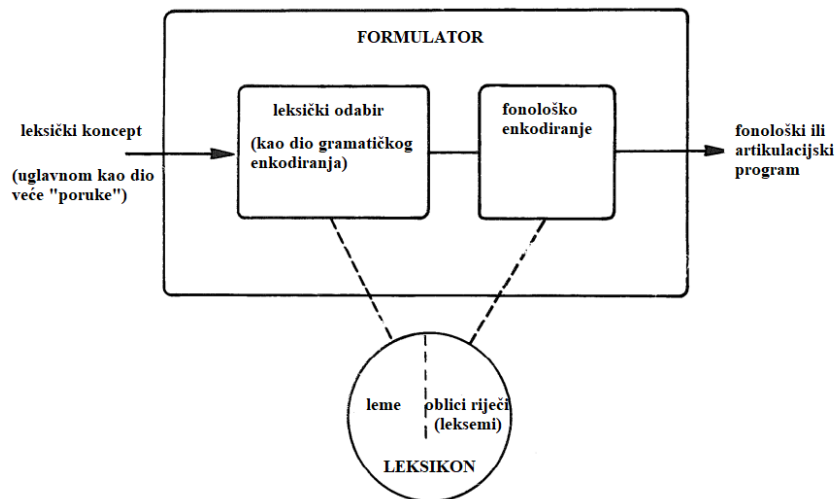 FORMULATOR
leksički koncept
(uglavnom kao dio
veće "poruke")
leksički odabir
(kao dio gramatičkog
enkodiranja)
fonološko
enkodiranje
fonološki ili
artikulacijski
program
leme
oblici riječi
(leksemi)
LEKSIKON